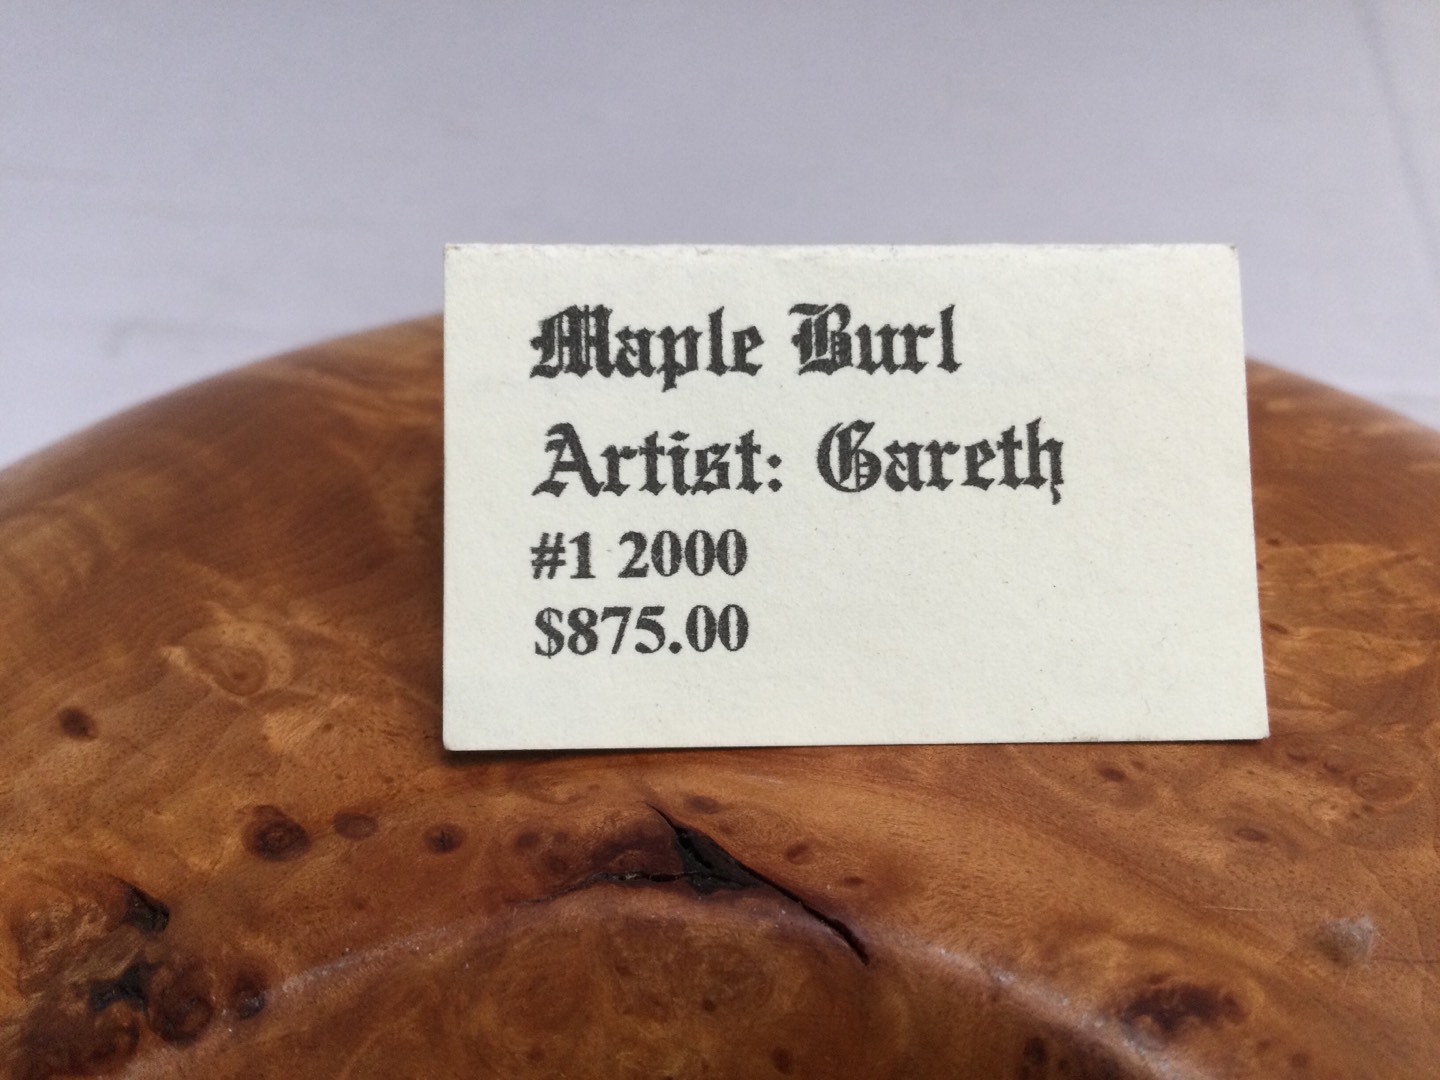 Maple Burl
Artist: Gareth
#1 2000
$875.00